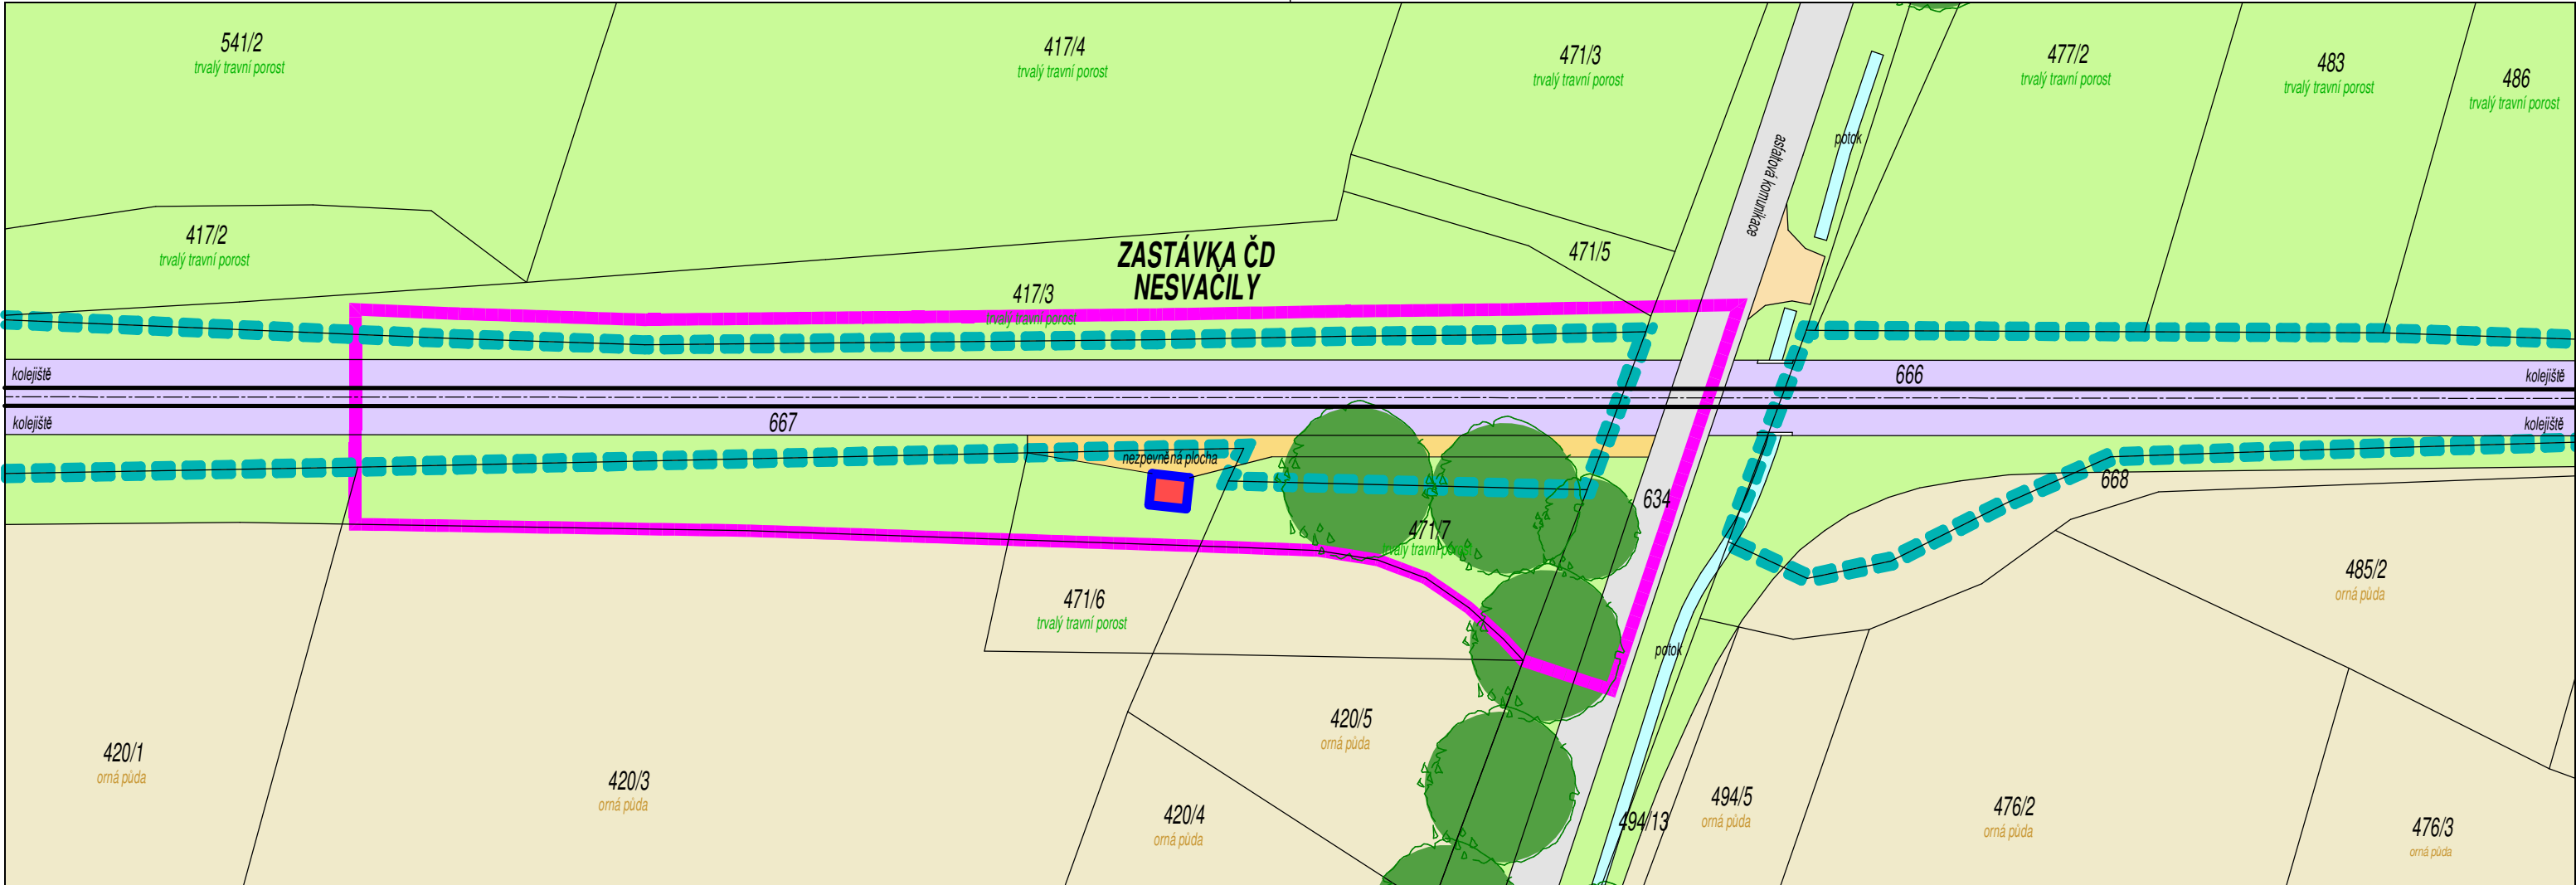 541/2
trvalý travní porost
417/4
trvalý travní porost
471/3
trvalý travní porost
477/2
trvalý travní porost
483
trvalý travní porost
486
trvalý travní porost
potok
asfaltová komunikace
417/2
trvalý travní porost
471/5
ZASTÁVKA ČD
NESVAČILY
417/3
trvalý travní porost
kolejiště
666
kolejiště
kolejiště
667
kolejiště
nezpevněná plocha
668
634
471/7
trvalý travní porost
485/2
orná půda
471/6
trvalý travní porost
potok
420/5
orná půda
420/1
orná půda
420/3
orná půda
420/4
orná půda
494/13
494/5
orná půda
476/2
orná půda
476/3
orná půda